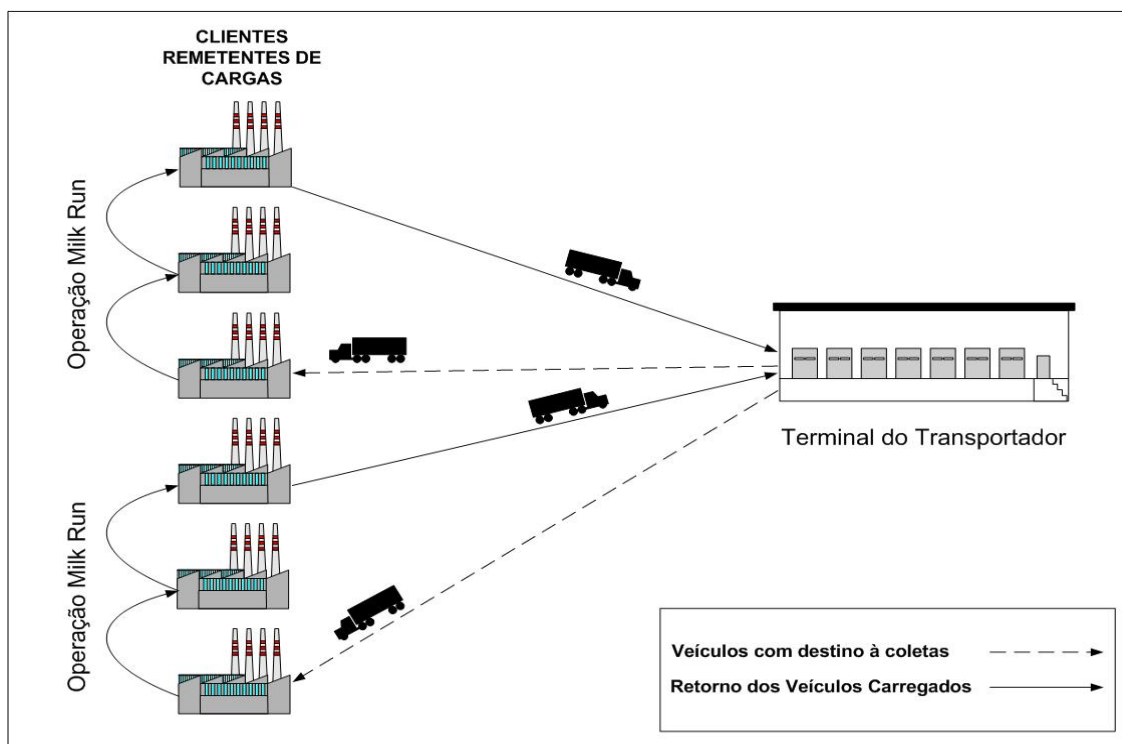 CLIENTES
REMETENTES DE
CARGAS
Operação Milk Run
Operação Milk Run
Terminal do Transportador
Veículos com destino à coletas
Retorno dos Veículos Carregados